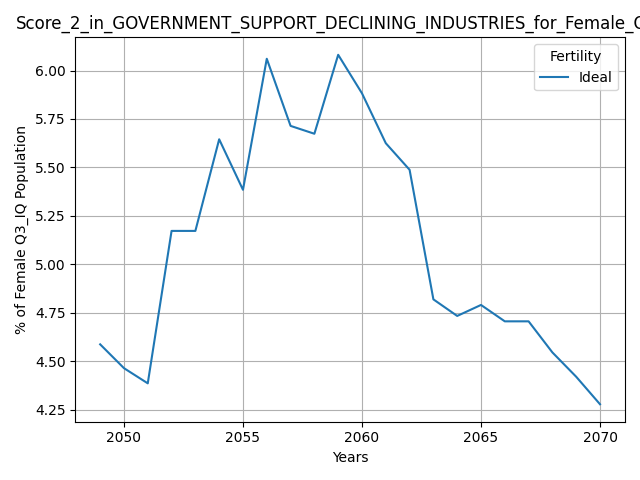 Score_2_in_GOVERNMENT_SUPPORT_DECLINING_INDUSTRIES_for_Female_
Fertility
Ideal
6.00
5.75
5.50
5.25
5.00
4.75
4.50
4.25
% of Female Q3_IQ Population
2050
2055
2060
2065
2070
Years